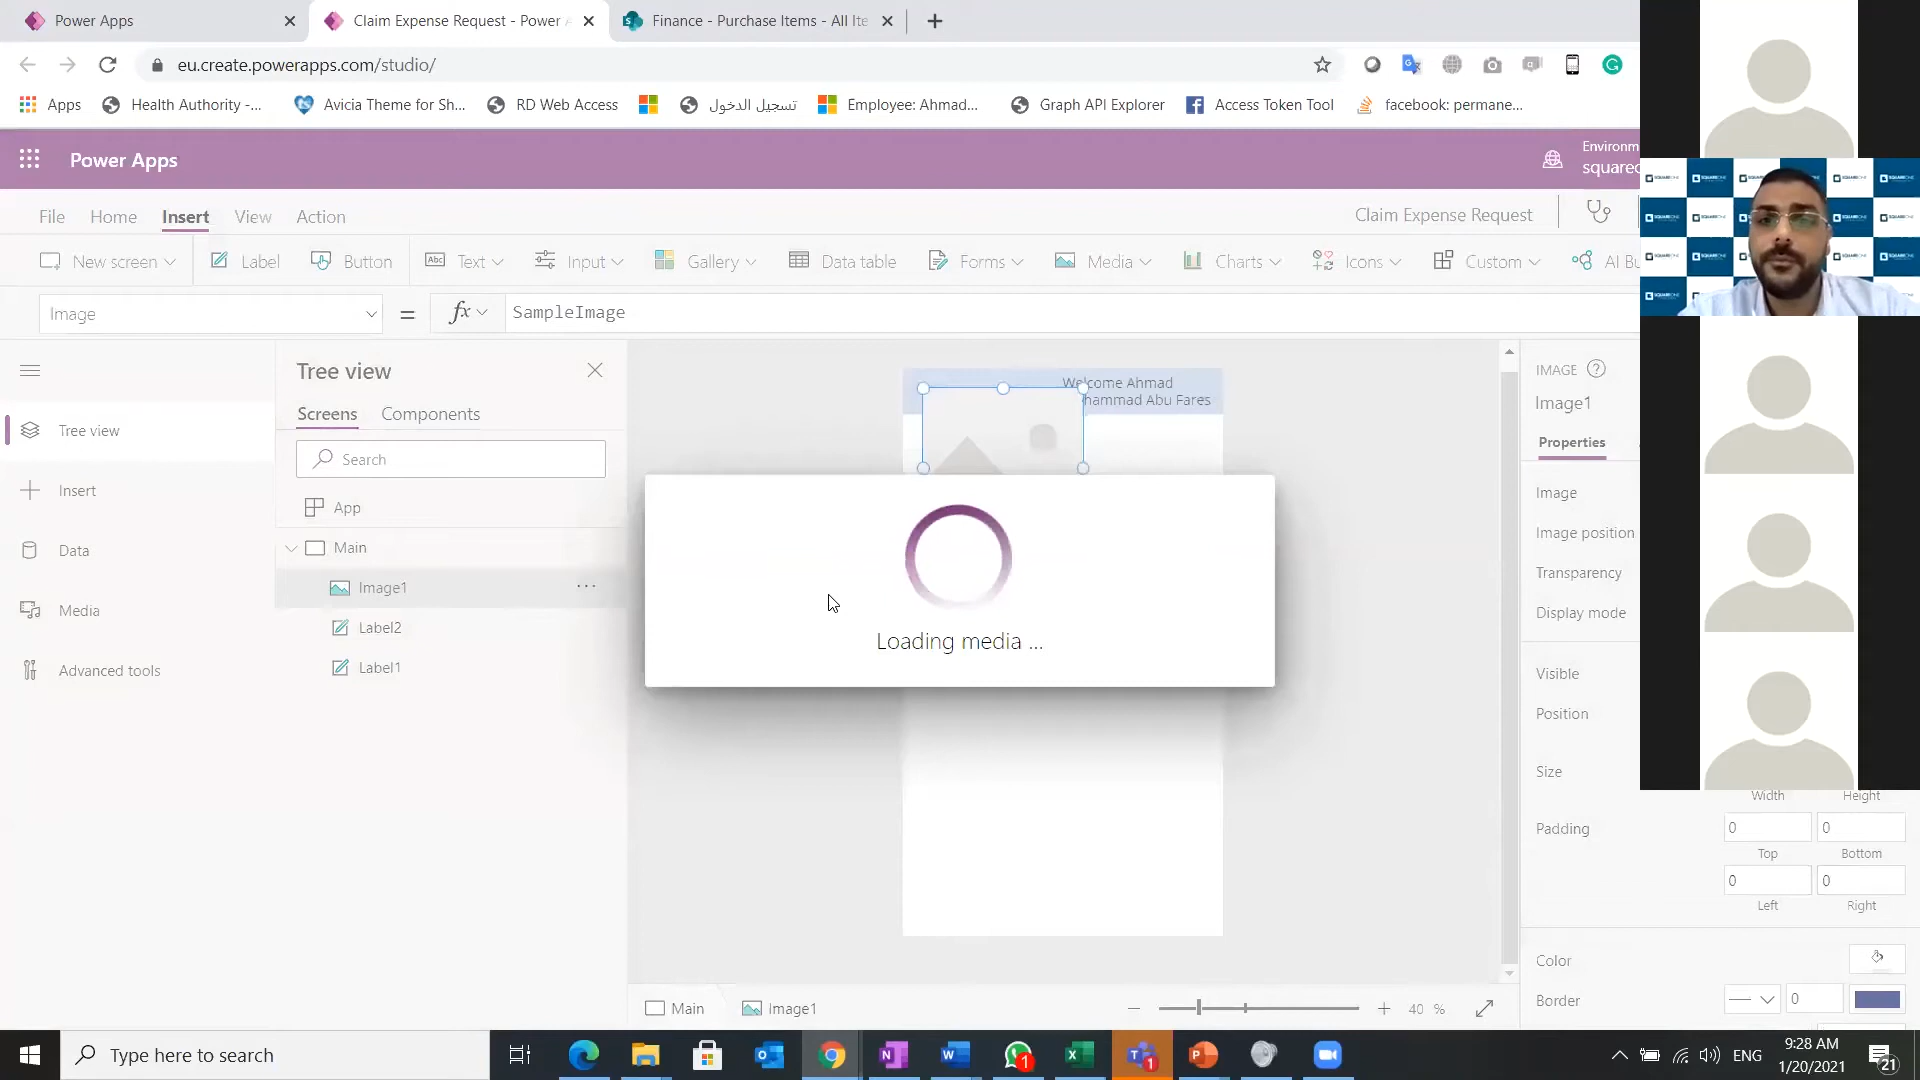 Power Apps
Claim Expense Request - Power A
Finance - Purchase Items - All Ite
eu.create.powerapps.com/studio/
Apps
Health Authority -...
Avicia Theme for Sh...
RD Web Access
تسجيل الدخول
Employee: Ahmad...
Graph API Explorer
Access Token Tool
facebook: permane...
Power Apps
Environm
squareo
File
Home
Insert
View
Action
Claim Expense Request
New screen
Label
Button
Abc
Text
Input
Gallery
Data table
Forms
Media
Charts
Icons
Custom
AI Bu
Image
=
fx
SampleImage
Tree view
Insert
Data
Media
Advanced tools
Tree view
Screens
Components
Search
App
Main
Image1
...
Label2
Label1
Welcome Ahmad
hammad Abu Fares
Loading media ...
IMAGE
Image1
Properties
Image
Image position
Transparency
Display mode
Visible
Position
Size
Width
Height
Padding
0
0
Top
Bottom
0
0
Left
Right
Color
Border
0
Main
Image1
40 %
Type here to search
1
1
ENG
9:28 AM
1/20/2021
21